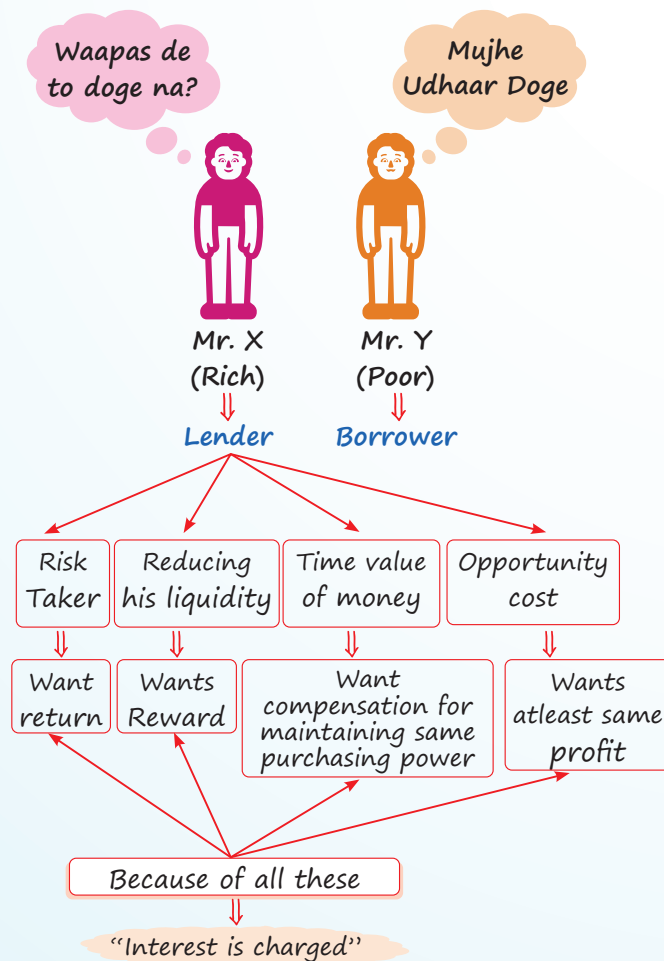 Waapas de
to doge na?
Mujhe
Udhaar Doge
Mr. X
(Rich)
Mr. Y
(Poor)
Lender
Borrower
Risk
Taker
Reducing
his liquidity
Time value
of money
Opportunity
cost
Want
return
Wants
Reward
Want
compensation for
maintaining same
purchasing power
Wants
atleast same
profit
Because of all these
“Interest is charged”